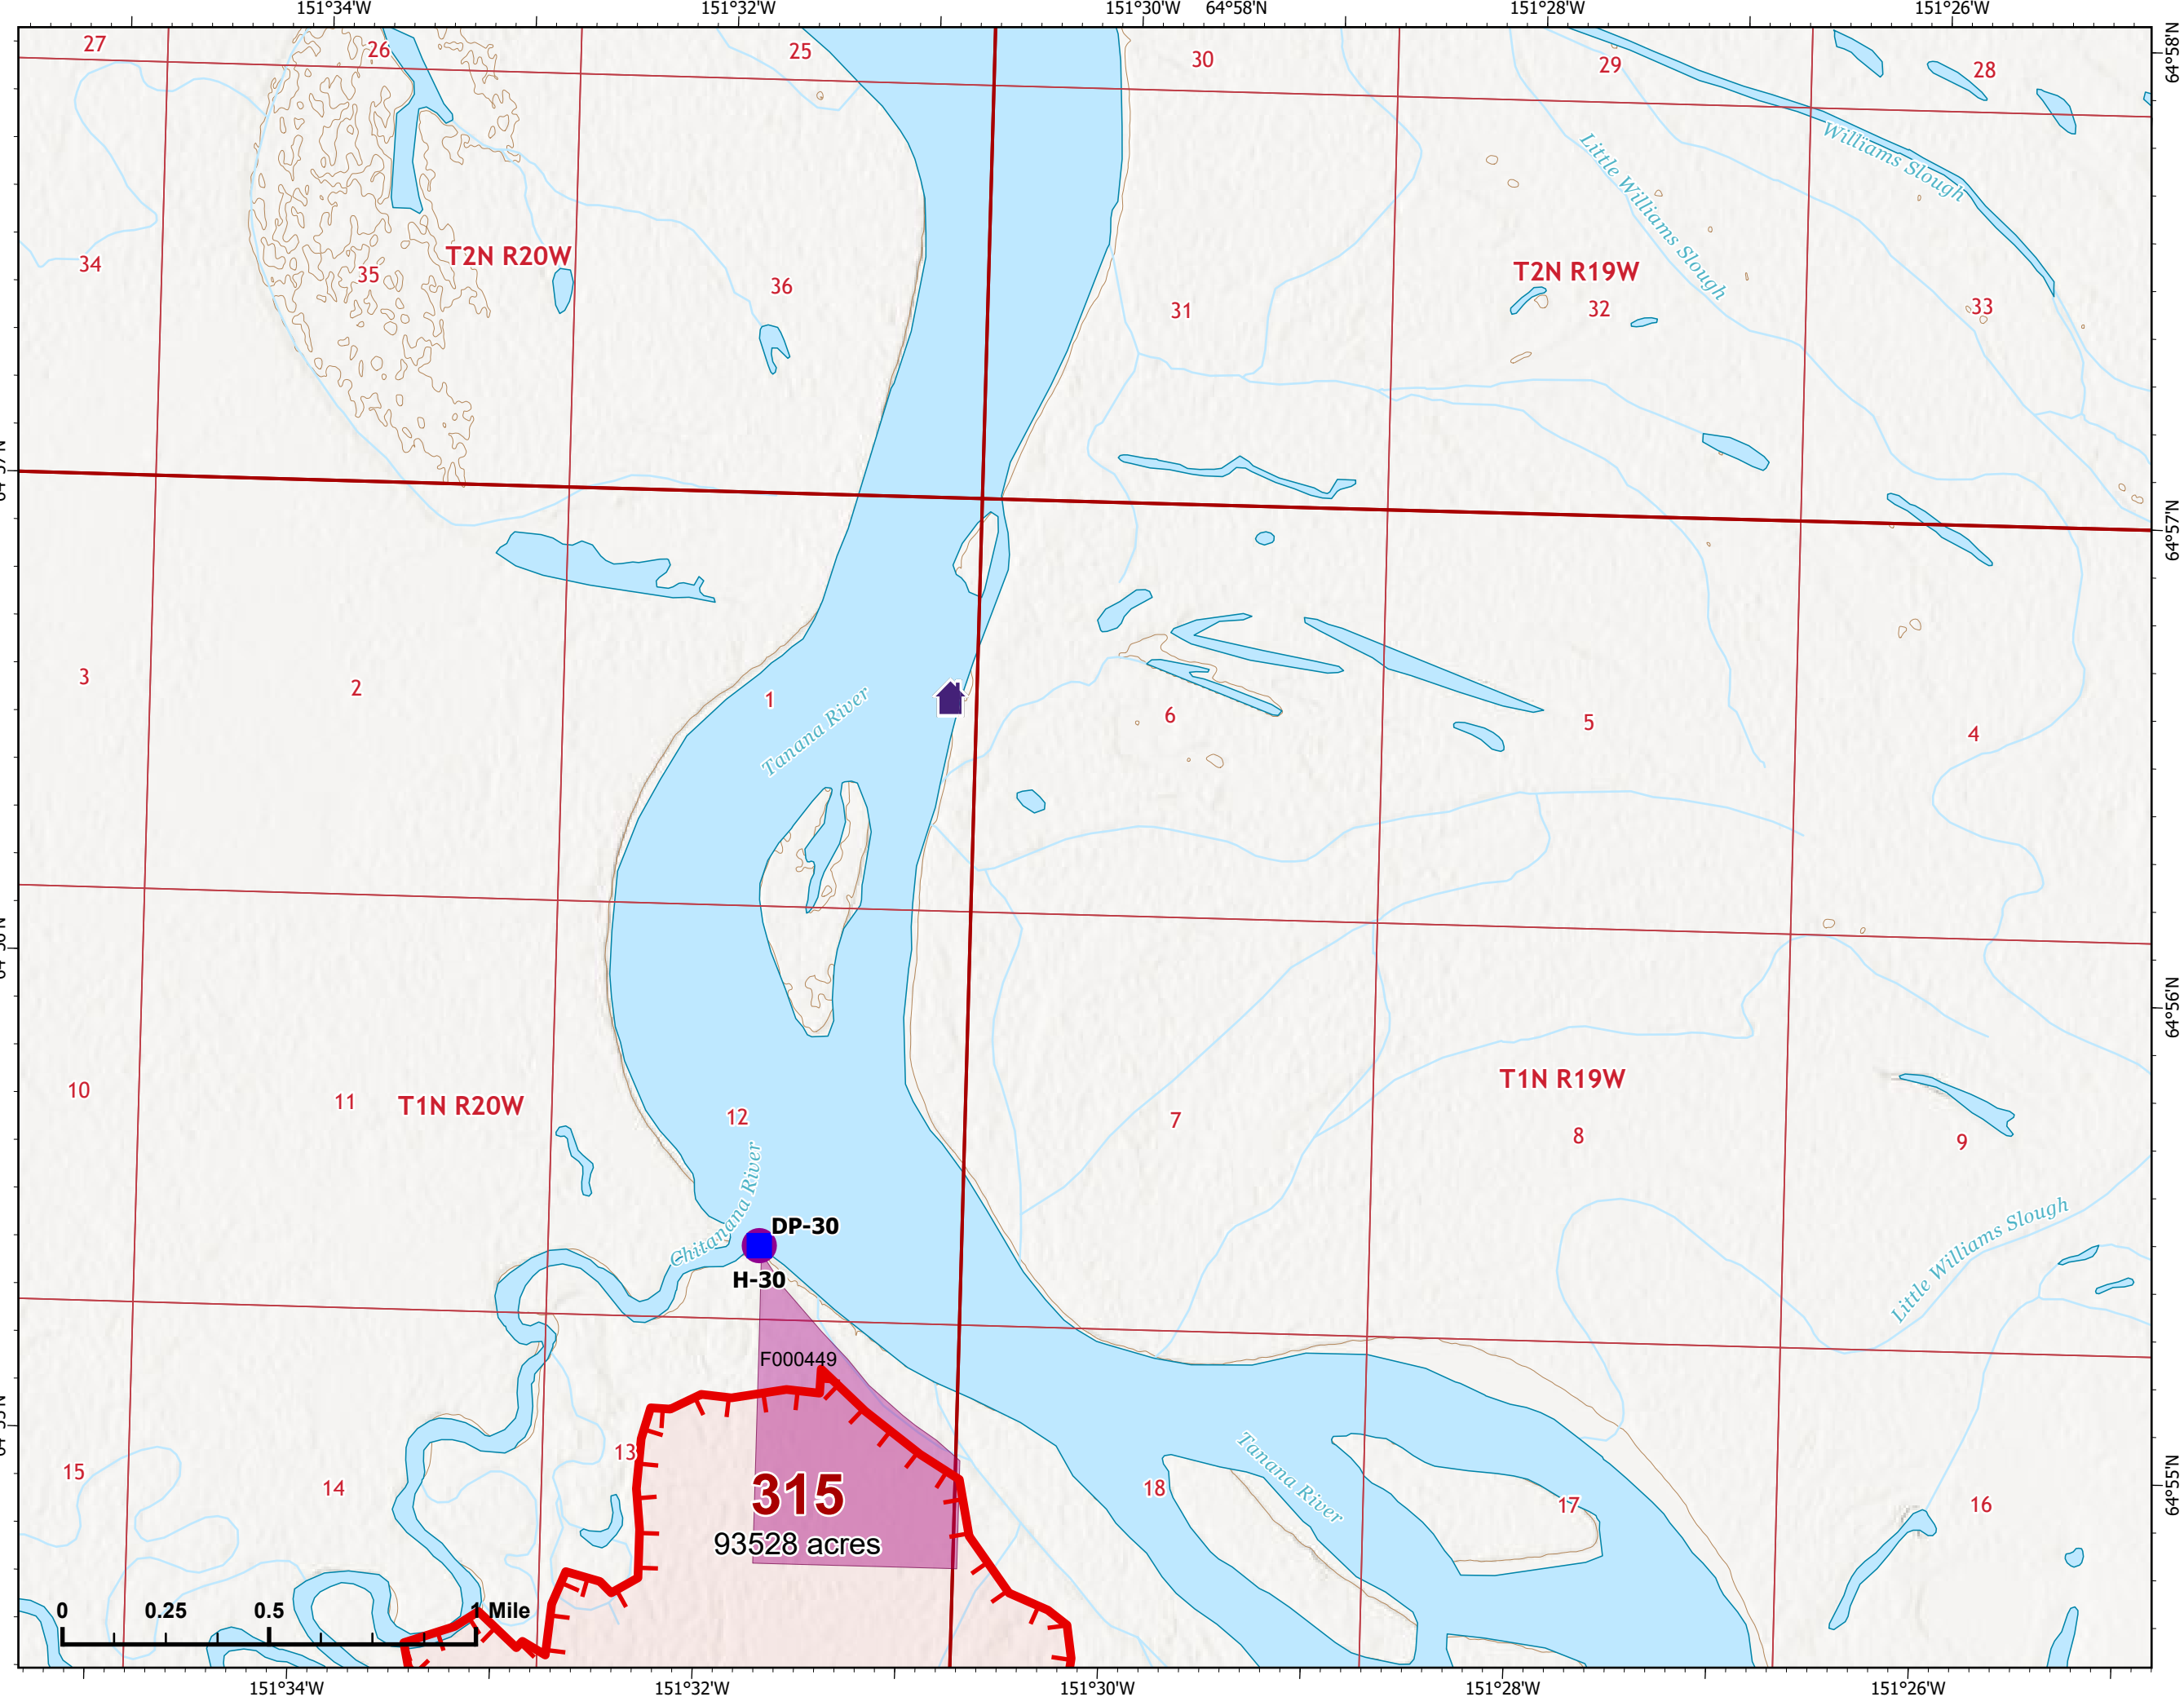 151°34'W 151°32'W 151°30'W 64°58'N 151°28'W 151°26'W
64°58'N
27 26 25 30 29 28
Williams Slough
Little Williams Slough
34 35 T2N R20W 36 31 T2N R19W 32 33
64°57'N
3 2 1 6 5 4
Tanana River
64°56'N
10 11 T1N R20W 12 7 T1N R19W 8 9
Chitanana River
DP-30
H-30
Little Williams Slough
F000449
15 14 13 18 17 16
Tanana River
64°55'N
315
93528 acres
0 0.25 0.5 1 Mile
151°34'W 151°32'W 151°30'W 151°28'W 151°26'W